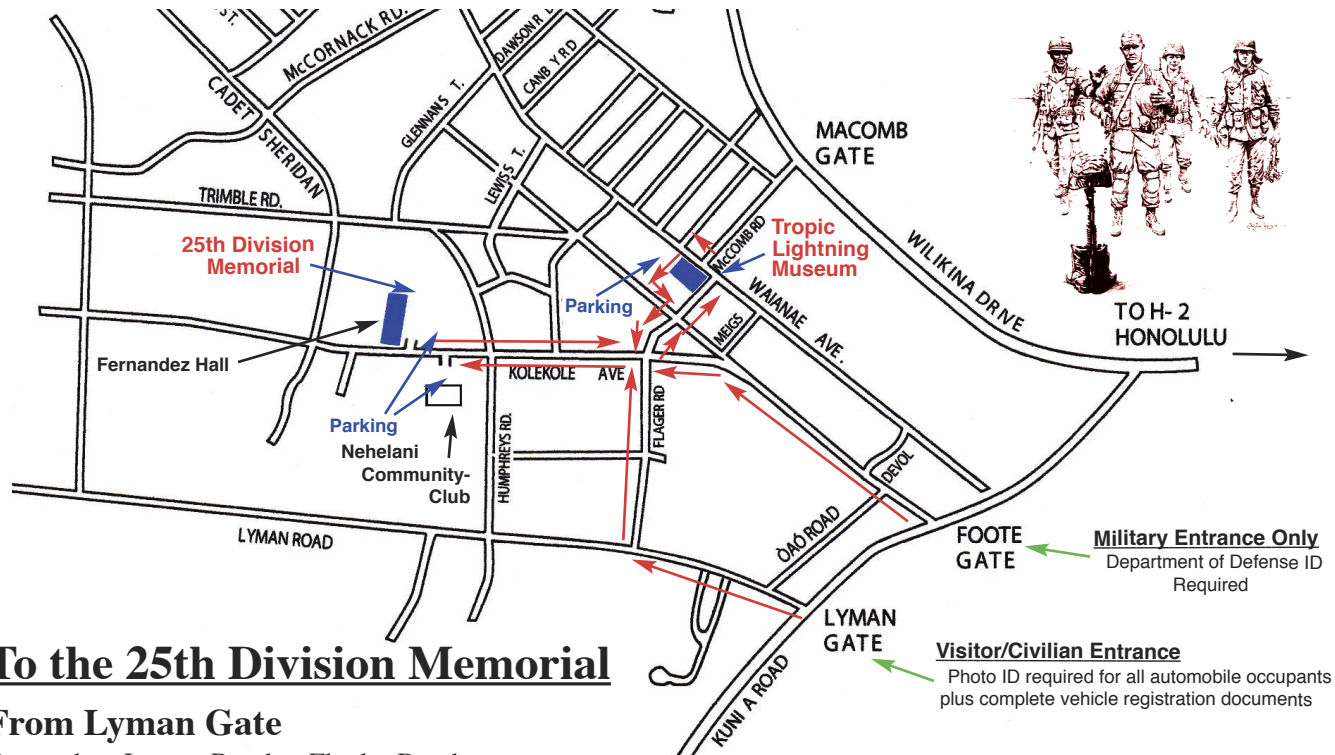 ST.
McCORNACK RD.
DAWSON R D
CANB Y R D
CADET SHERIDAN
GLENNAN S T.
LEWIS S T.
MACOMB
GATE
TRIMBLE RD.
25th Division
Memorial
McCOMB RD
Tropic
Lightning
Museum
WILIKINA DRIVE
Parking
WAIANAE AVE.
MEIGS
TO H- 2
HONOLULU
Fernandez Hall
KOLEKOLE AVE
FLAGER RD
Parking
Nehelani
Community-
Club
HUMPHREYS RD.
DEVOL
LYMAN ROAD
ÒAÓ ROAD
FOOTE
GATE
Military Entrance Only
Department of Defense ID
Required
LYMAN
GATE
Visitor/Civilian Entrance
Photo ID required for all automobile occupants
plus complete vehicle registration documents
KUNI A ROAD
To the 25th Division Memorial
From Lyman Gate